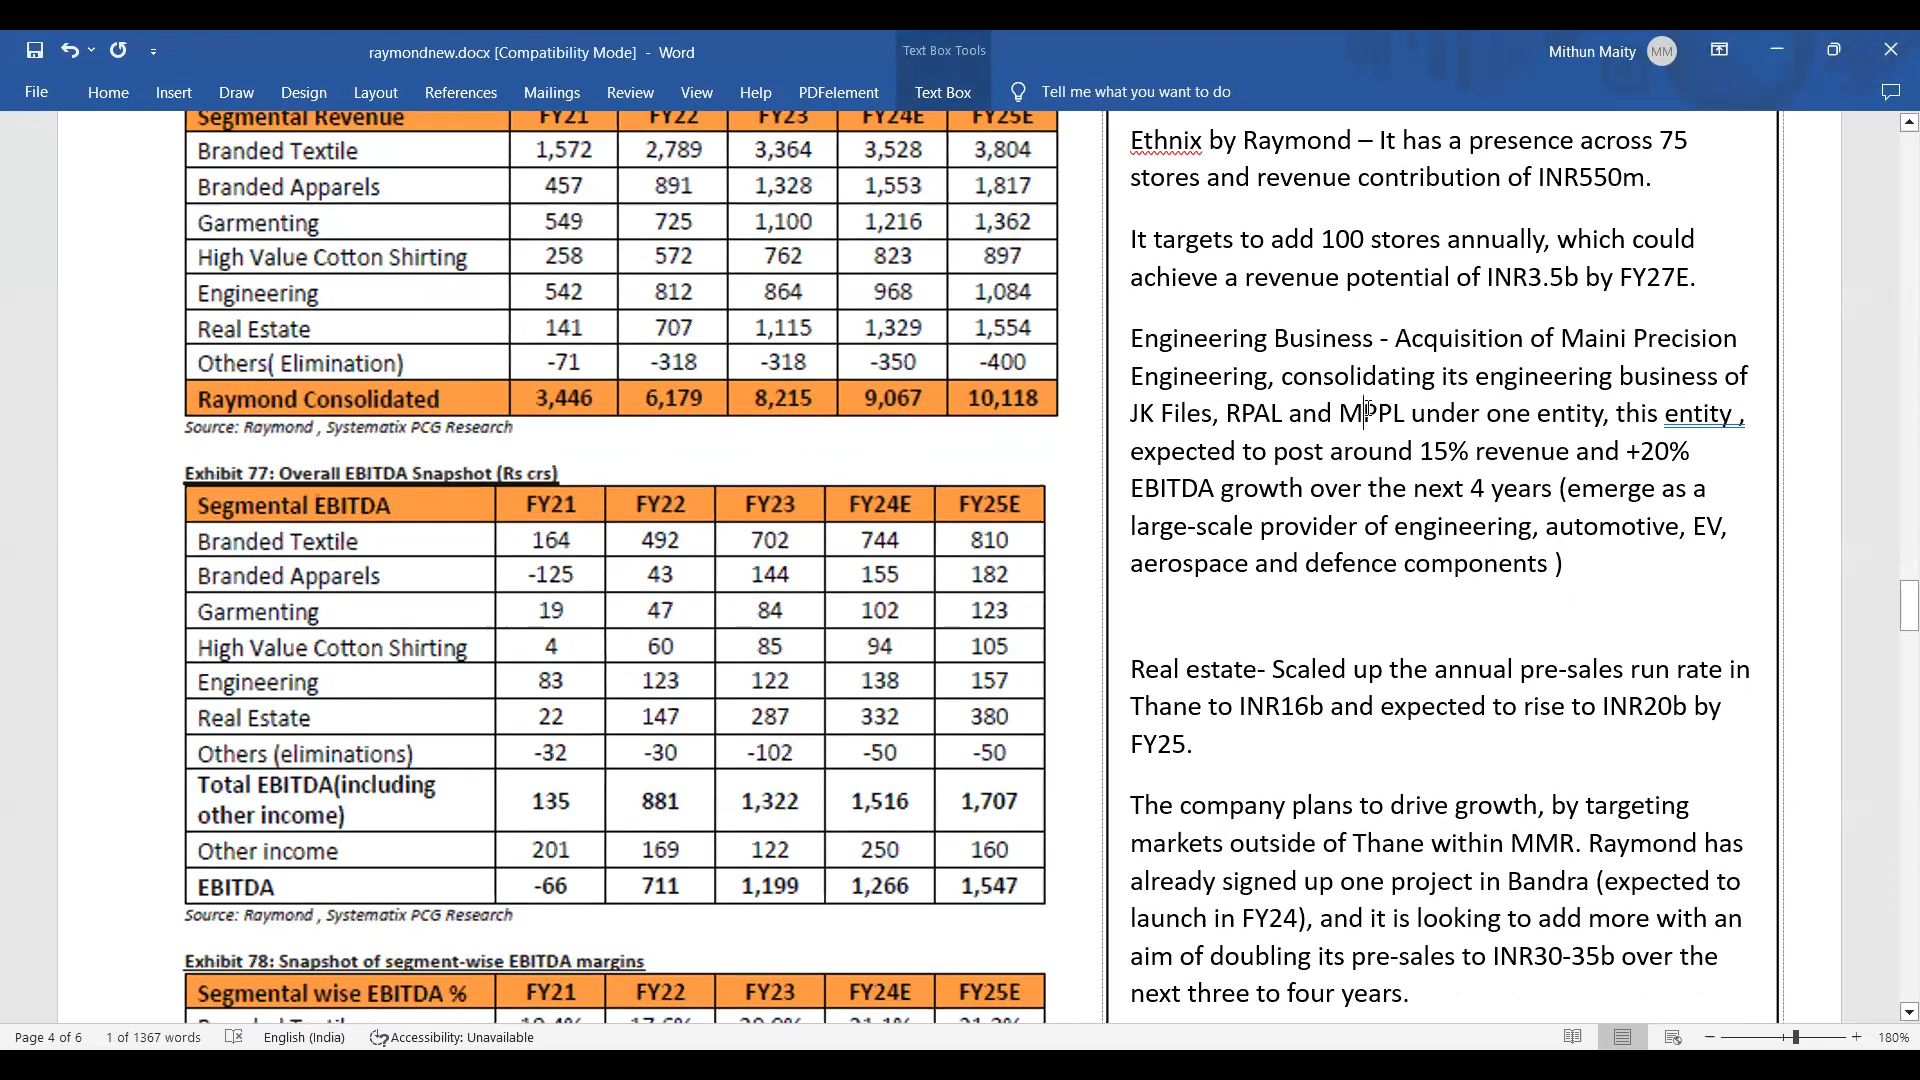 raymondnew.docx [Compatibility Mode] - Word
Text Box Tools
Mithun Maity MM
File Home Insert Draw Design Layout References Mailings Review View Help PDFelement Text Box Tell me what you want to do
Segmental Revenue FY21 FY22 FY23 FY24E FY25E
Branded Textile 1,572 2,789 3,364 3,528 3,804
Branded Apparels 457 891 1,328 1,553 1,817
Garmenting 549 725 1,100 1,216 1,362
High Value Cotton Shirting 258 572 762 823 897
Engineering 542 812 864 968 1,084
Real Estate 141 707 1,115 1,329 1,554
Others( Elimination) -71 -318 -318 -350 -400
Raymond Consolidated 3,446 6,179 8,215 9,067 10,118
Source: Raymond , Systematix PCG Research
Exhibit 77: Overall EBITDA Snapshot (Rs crs)
Segmental EBITDA FY21 FY22 FY23 FY24E FY25E
Branded Textile 164 492 702 744 810
Branded Apparels -125 43 144 155 182
Garmenting 19 47 84 102 123
High Value Cotton Shirting 4 60 85 94 105
Engineering 83 123 122 138 157
Real Estate 22 147 287 332 380
Others (eliminations) -32 -30 -102 -50 -50
Total EBITDA(including
other income) 135 881 1,322 1,516 1,707
Other income 201 169 122 250 160
EBITDA -66 711 1,199 1,266 1,547
Source: Raymond , Systematix PCG Research
Exhibit 78: Snapshot of segment-wise EBITDA margins
Segmental wise EBITDA % FY21 FY22 FY23 FY24E FY25E
Ethnix by Raymond – It has a presence across 75
stores and revenue contribution of INR550m.
It targets to add 100 stores annually, which could
achieve a revenue potential of INR3.5b by FY27E.
Engineering Business - Acquisition of Maini Precision
Engineering, consolidating its engineering business of
JK Files, RPAL and MPPL under one entity, this entity ,
expected to post around 15% revenue and +20%
EBITDA growth over the next 4 years (emerge as a
large-scale provider of engineering, automotive, EV,
aerospace and defence components )
Real estate- Scaled up the annual pre-sales run rate in
Thane to INR16b and expected to rise to INR20b by
FY25.
The company plans to drive growth, by targeting
markets outside of Thane within MMR. Raymond has
already signed up one project in Bandra (expected to
launch in FY24), and it is looking to add more with an
aim of doubling its pre-sales to INR30-35b over the
next three to four years.
Page 4 of 6 1 of 1367 words English (India) Accessibility: Unavailable 180%